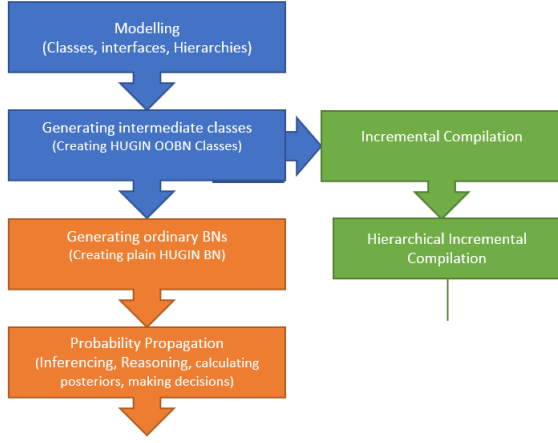 Modelling
(Classes, interfaces, Hierarchies)
Generating intermediate classes
(Creating HUGIN OOBN Classes)
Incremental Compilation
Generating ordinary BNs
(Creating plain HUGIN BN)
Hierarchical Incremental
Compilation
Probability Propagation
(Inferencing, Reasoning, calculating
posteriors, making decisions)